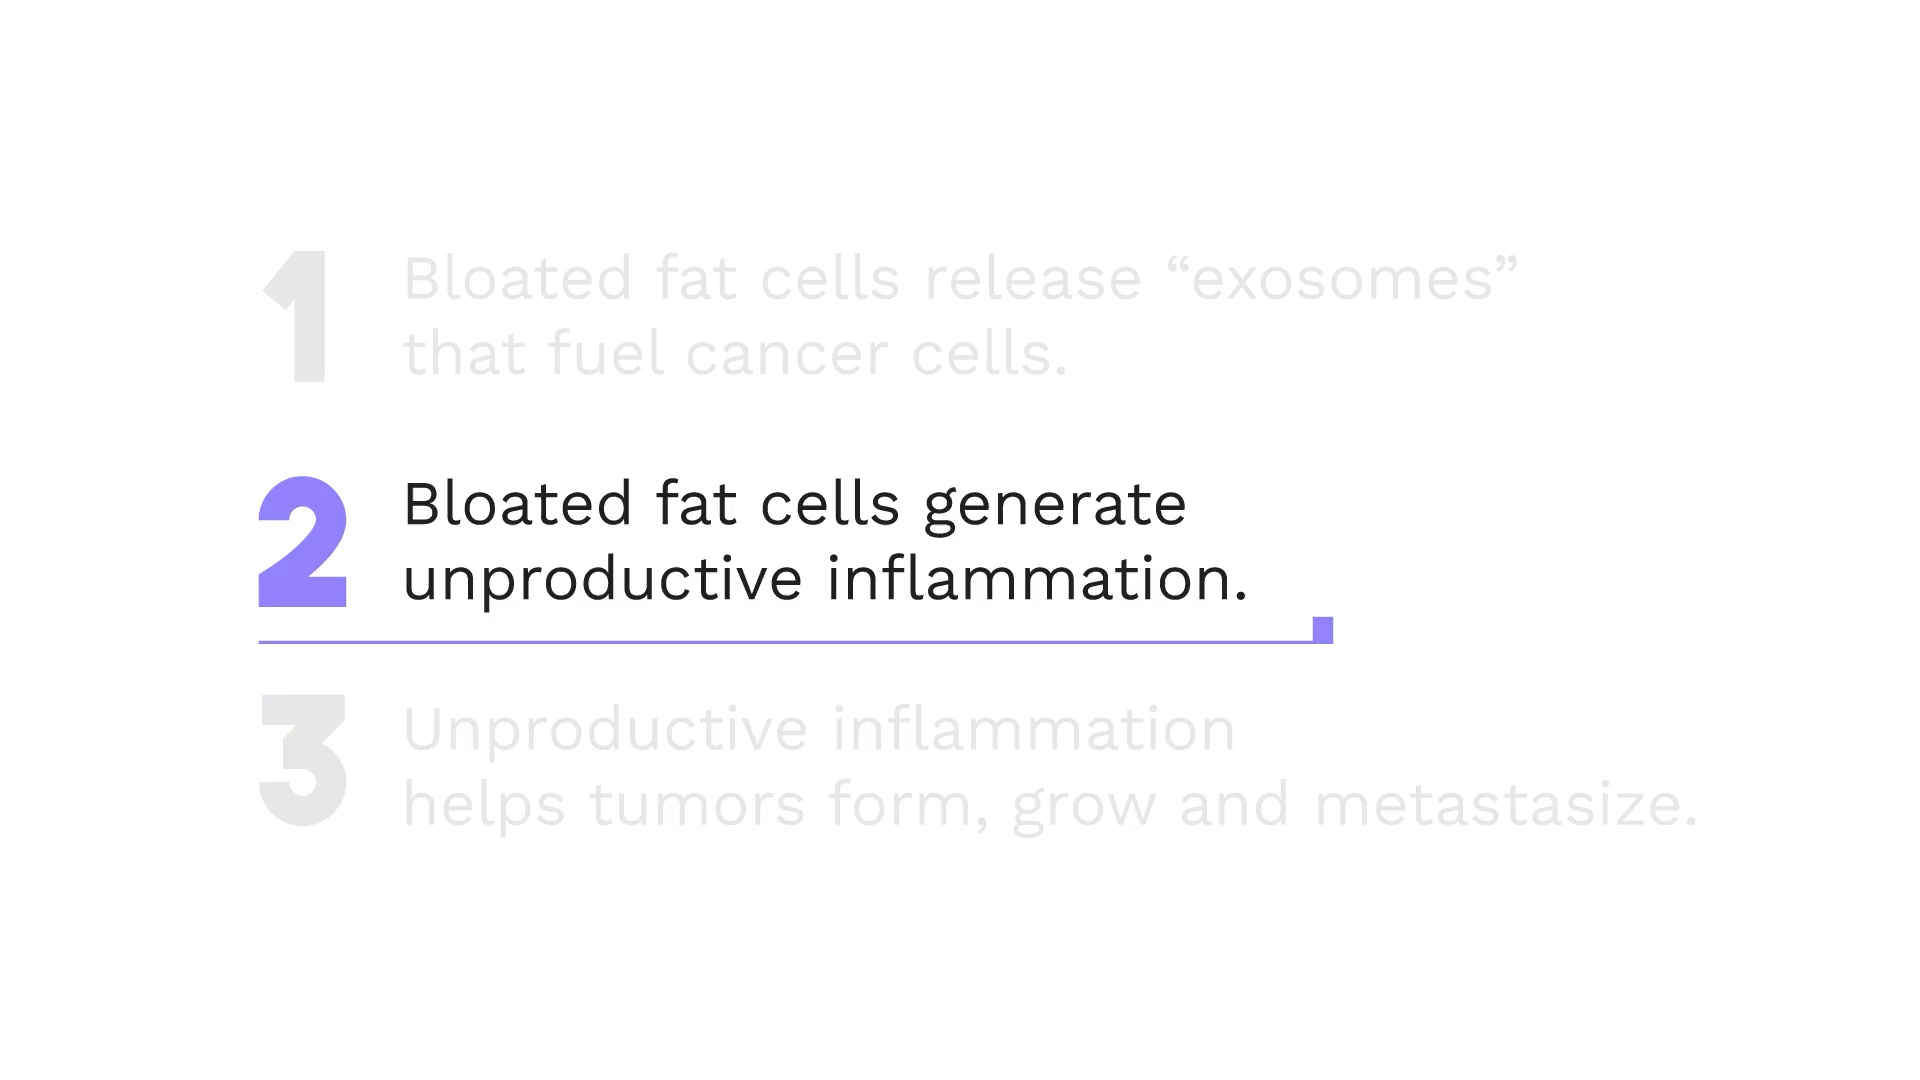 1 Bloated fat cells release “exosomes”
that fuel cancer cells.
2 Bloated fat cells generate
unproductive inflammation.
3 Unproductive inflammation
helps tumors form, grow and metastasize.